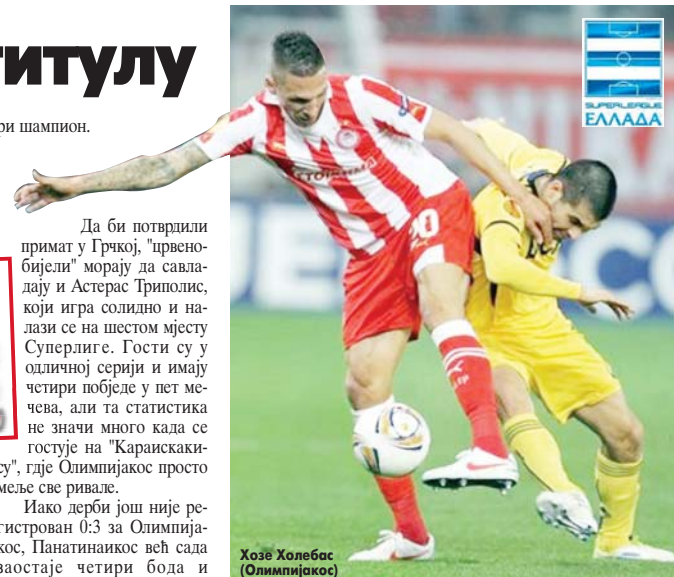 титулу
ри шампион.
Да би потврдили
примат у Грчкој, "црвено-
бијели" морају да савла-
дају и Астерас Триполис,
који игра солидно и на-
лази се на шестом мјесту
Суперлиге. Гости су у
одличној серији и имају
четири побједе у пет ме-
чева, али та статистика
не значи много када се
гостује на "Караискаки-
су", гдје Олимпијакос просто
меље све ривале.
Иако дерби још није ре-
гистрован 0:3 за Олимпија-
кос, Панатинаикос већ сада
заостаје четири бода и
SUPERLEAGUE
ΕΛΛΑΔΑ
Хозе Холебас
(Олимпијакос)